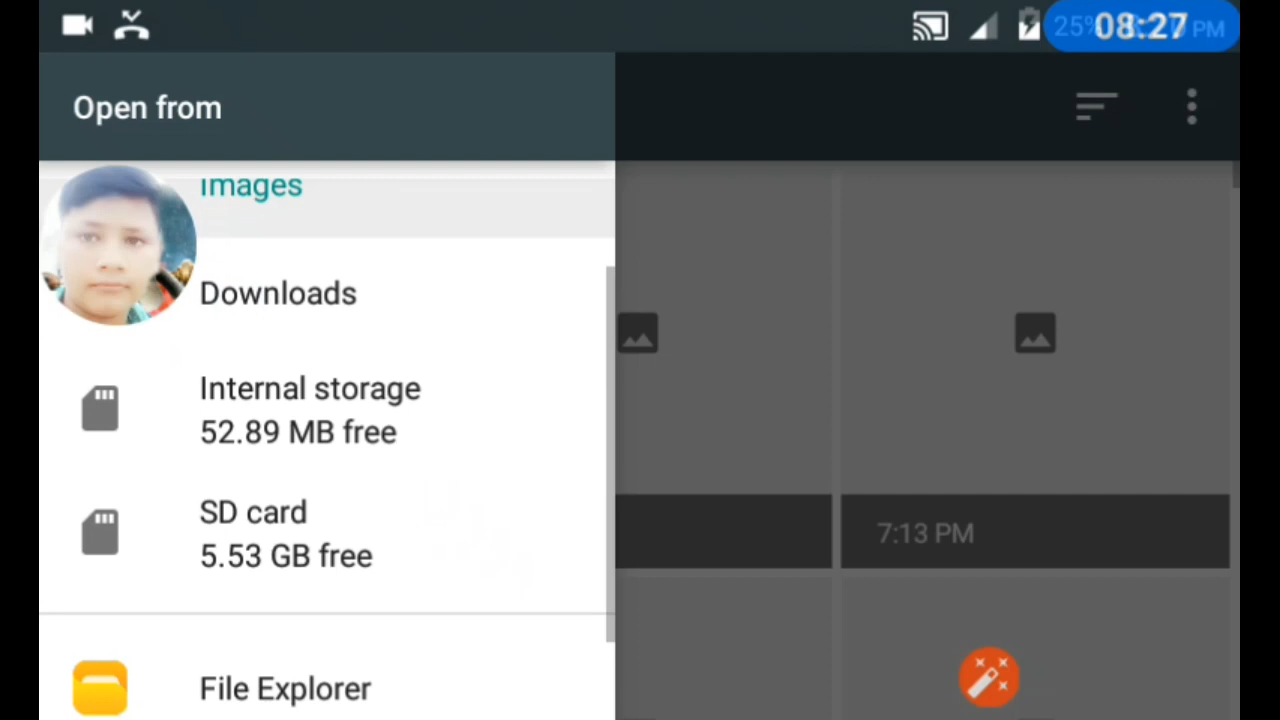 25%
08:27
PM
Open from
Images
Downloads
Internal storage
52.89 MB free
SD card
5.53 GB free
7:13 PM
File Explorer